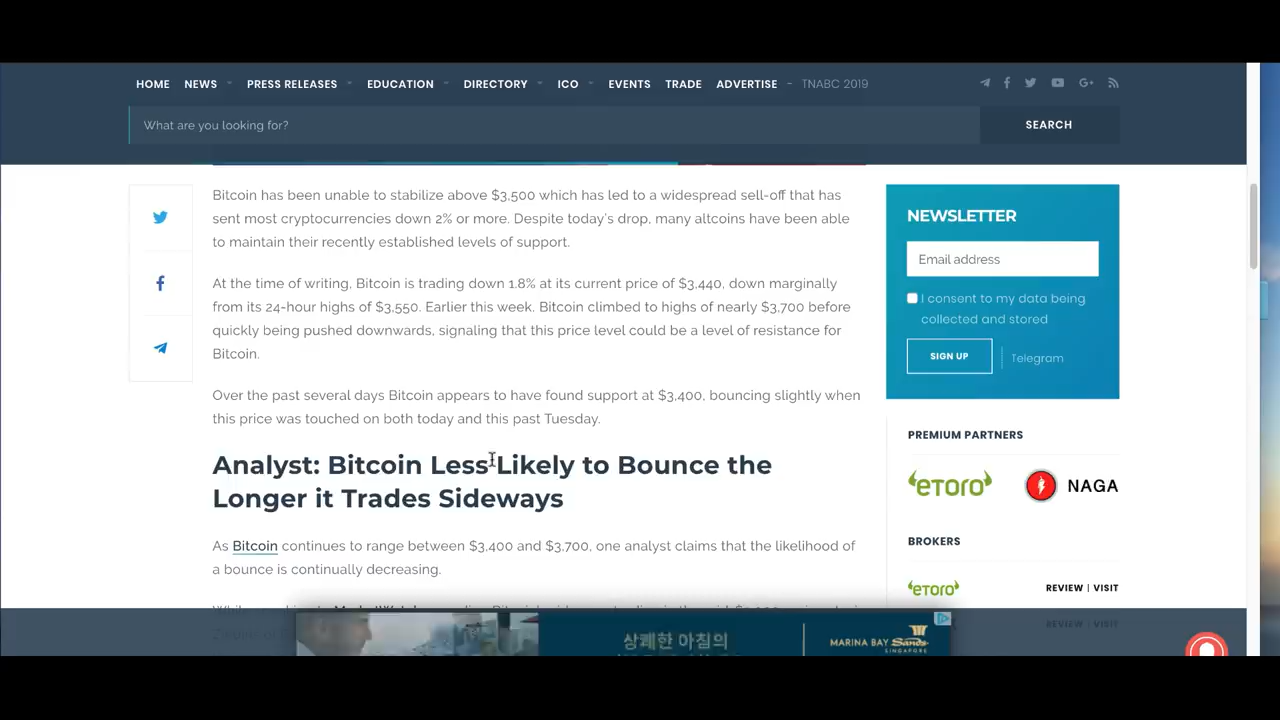 HOME NEWS PRESS RELEASES EDUCATION DIRECTORY ICO EVENTS TRADE ADVERTISE TNABC 2019
What are you looking for?
SEARCH
Bitcoin has been unable to stabilize above $3,500 which has led to a widespread sell-off that has
sent most cryptocurrencies down 2% or more. Despite today's drop, many altcoins have been able
to maintain their recently established levels of support.
At the time of writing, Bitcoin is trading down 1.8% at its current price of $3,440, down marginally
from its 24-hour highs of $3,550. Earlier this week, Bitcoin climbed to highs of nearly $3,700 before
quickly being pushed downwards, signaling that this price level could be a level of resistance for
Bitcoin.
Over the past several days Bitcoin appears to have found support at $3,400, bouncing slightly when
this price was touched on both today and this past Tuesday.
Analyst: Bitcoin Less Likely to Bounce the
Longer it Trades Sideways
As Bitcoin continues to range between $3,400 and $3,700, one analyst claims that the likelihood of
a bounce is continually decreasing.
NEWSLETTER
Email address
I consent to my data being
collected and stored
SIGN UP
Telegram
PREMIUM PARTNERS
eToro
NAGA
BROKERS
eToro
REVIEW | VISIT
REVIEW | VISIT
상쾌한 아침의
MARINA BAY Sands
SINGAPORE